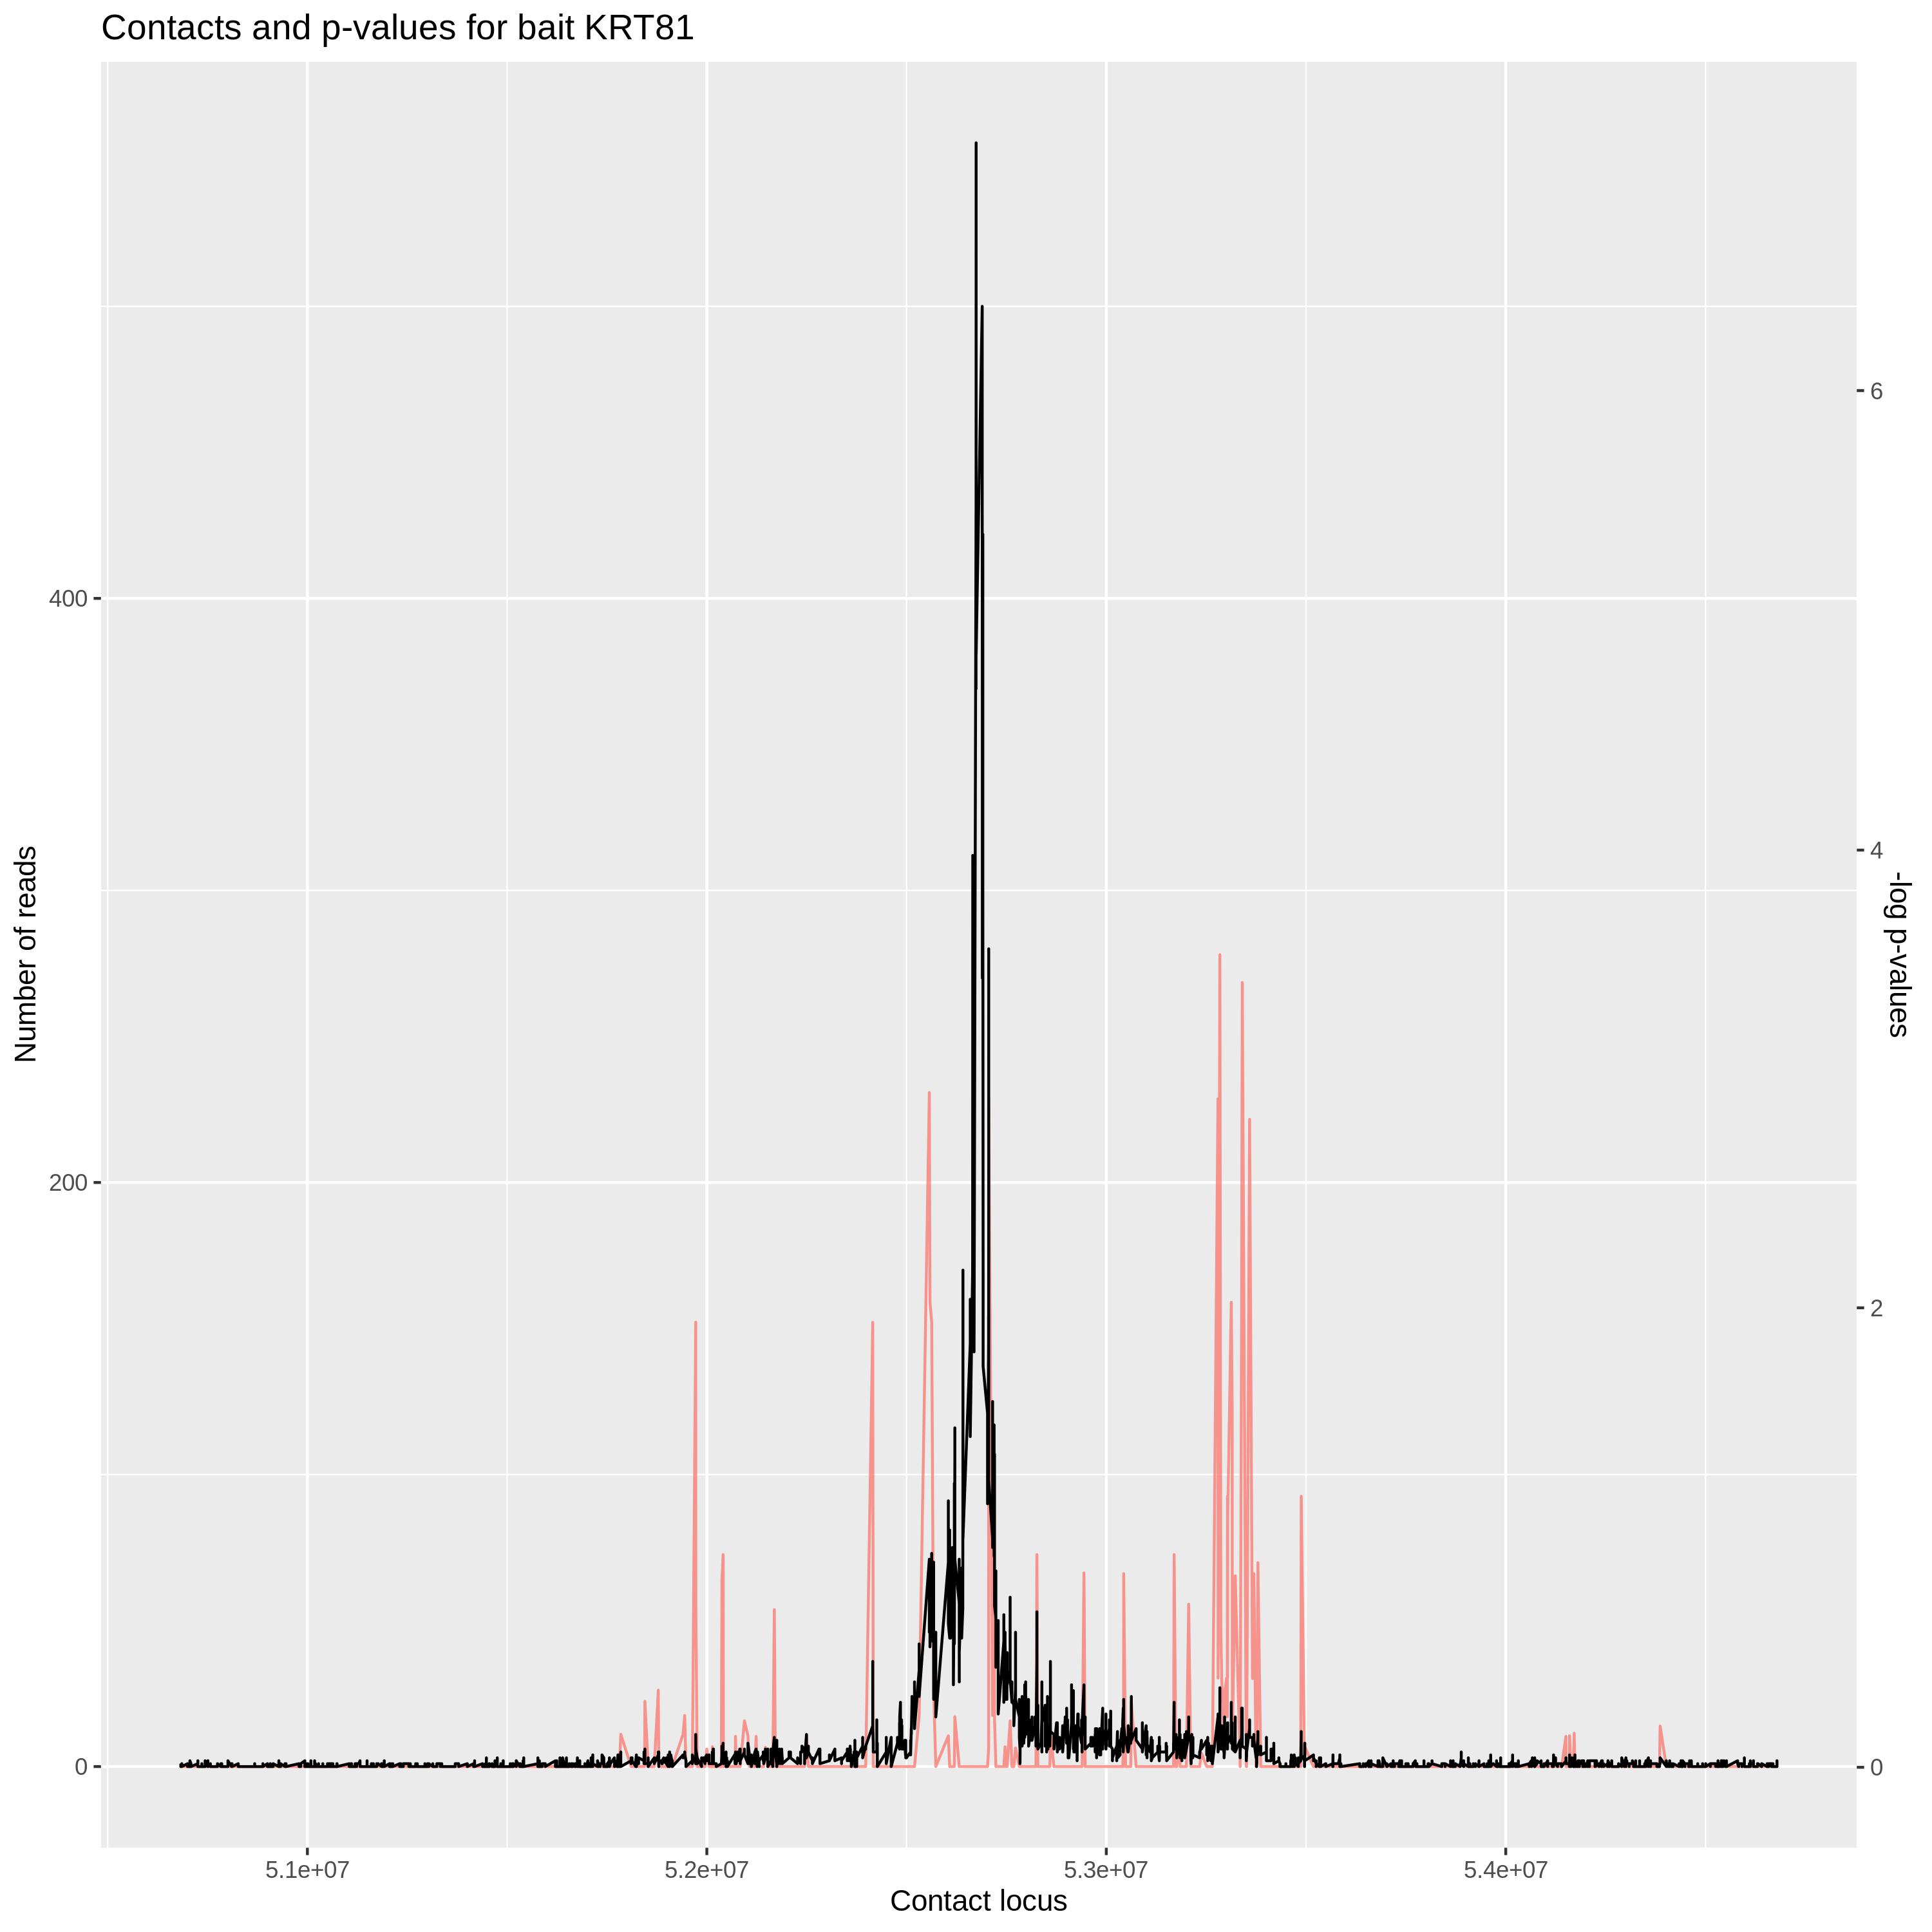 Contacts and p-values for bait KRT81
Number of reads
400
200
0
6
4
2
0
-log p-values
5.1e+07
5.2e+07
5.3e+07
5.4e+07
Contact locus